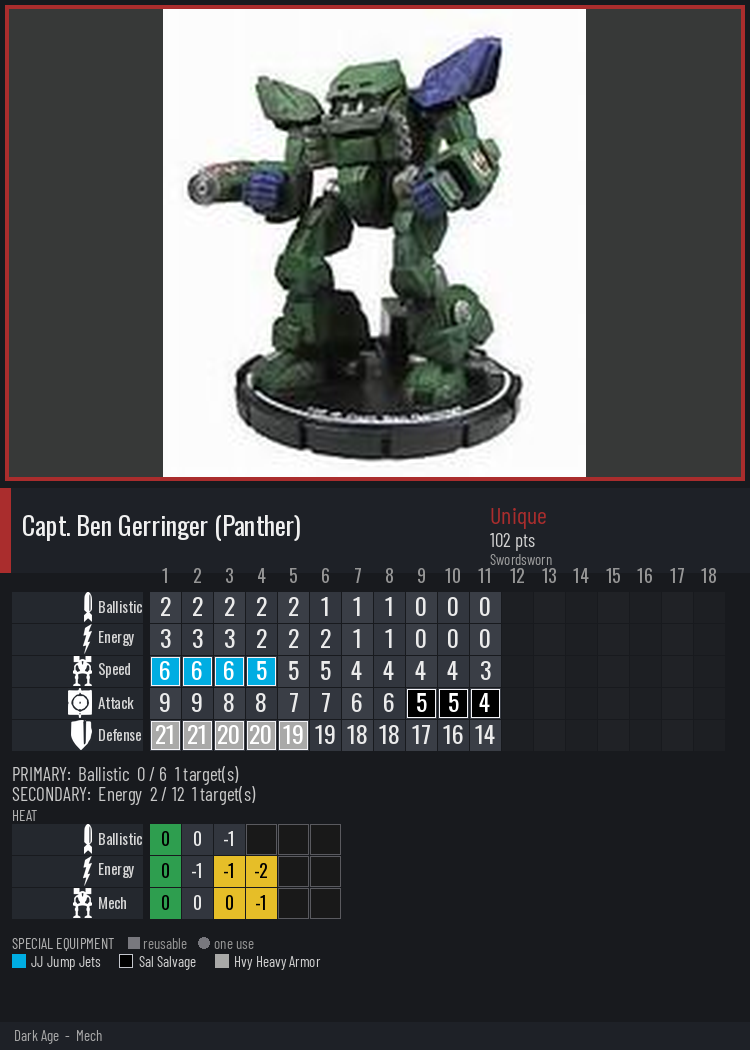 Capt. Ben Gerringer (Panther)
Unique
102 pts
Swordsworn
1 2 3 4 5 6 7 8 9 10 11 12 13 14 15 16 17 18
Ballistic 2 2 2 2 2 1 1 1 0 0 0
Energy 3 3 3 2 2 2 1 1 0 0 0
Speed 6 6 6 5 5 5 4 4 4 4 3
Attack 9 9 8 8 7 7 6 6 5 5 4
Defense 21 21 20 20 19 19 18 18 17 16 14
PRIMARY: Ballistic 0 / 6 1 target(s)
SECONDARY: Energy 2 / 12 1 target(s)
HEAT
Ballistic 0 0 -1
Energy 0 -1 -1 -2
Mech 0 0 0 -1
SPECIAL EQUIPMENT reusable one use
JJ Jump Jets Sal Salvage Hvy Heavy Armor
Dark Age - Mech